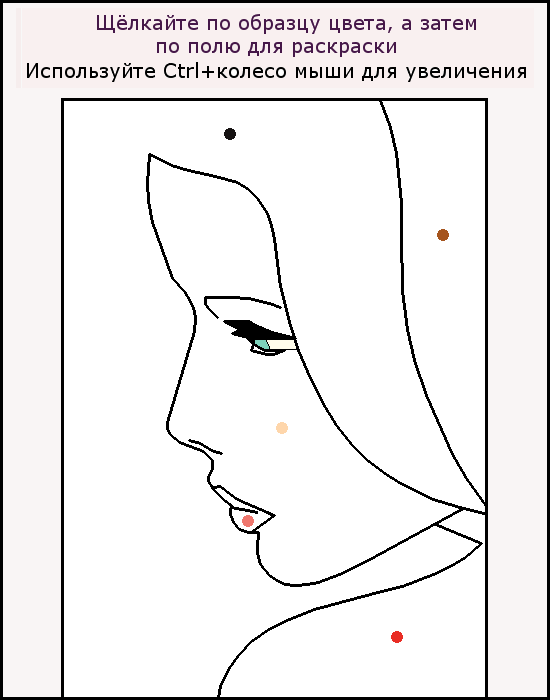 Щёлкайте по образцу цвета, а затем
по полю для раскраски
Используйте Ctrl+колесо мыши для увеличения